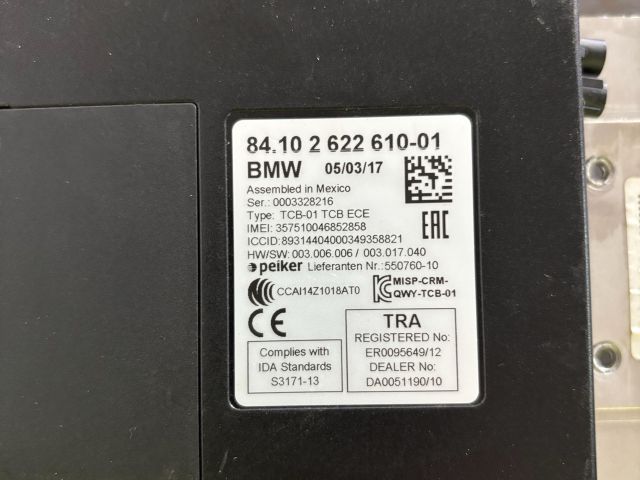 84.10 2 622 610-01
BMW 05/03/17
Assembled in Mexico
Ser.: 0003328216
Type: TCB-01 TCB ECE
IMEI: 357510046852858
ICCID:89314404000349358821
HW/SW: 003.006.006 / 003.017.040
peiker Lieferanten Nr.:550760-10
CCAI14Z1018AT0
MISP-CRM-
QWY-TCB-01
EAC
CE
Complies with
IDA Standards
S3171-13
TRA
REGISTERED No:
ER0095649/12
DEALER No:
DA0051190/10